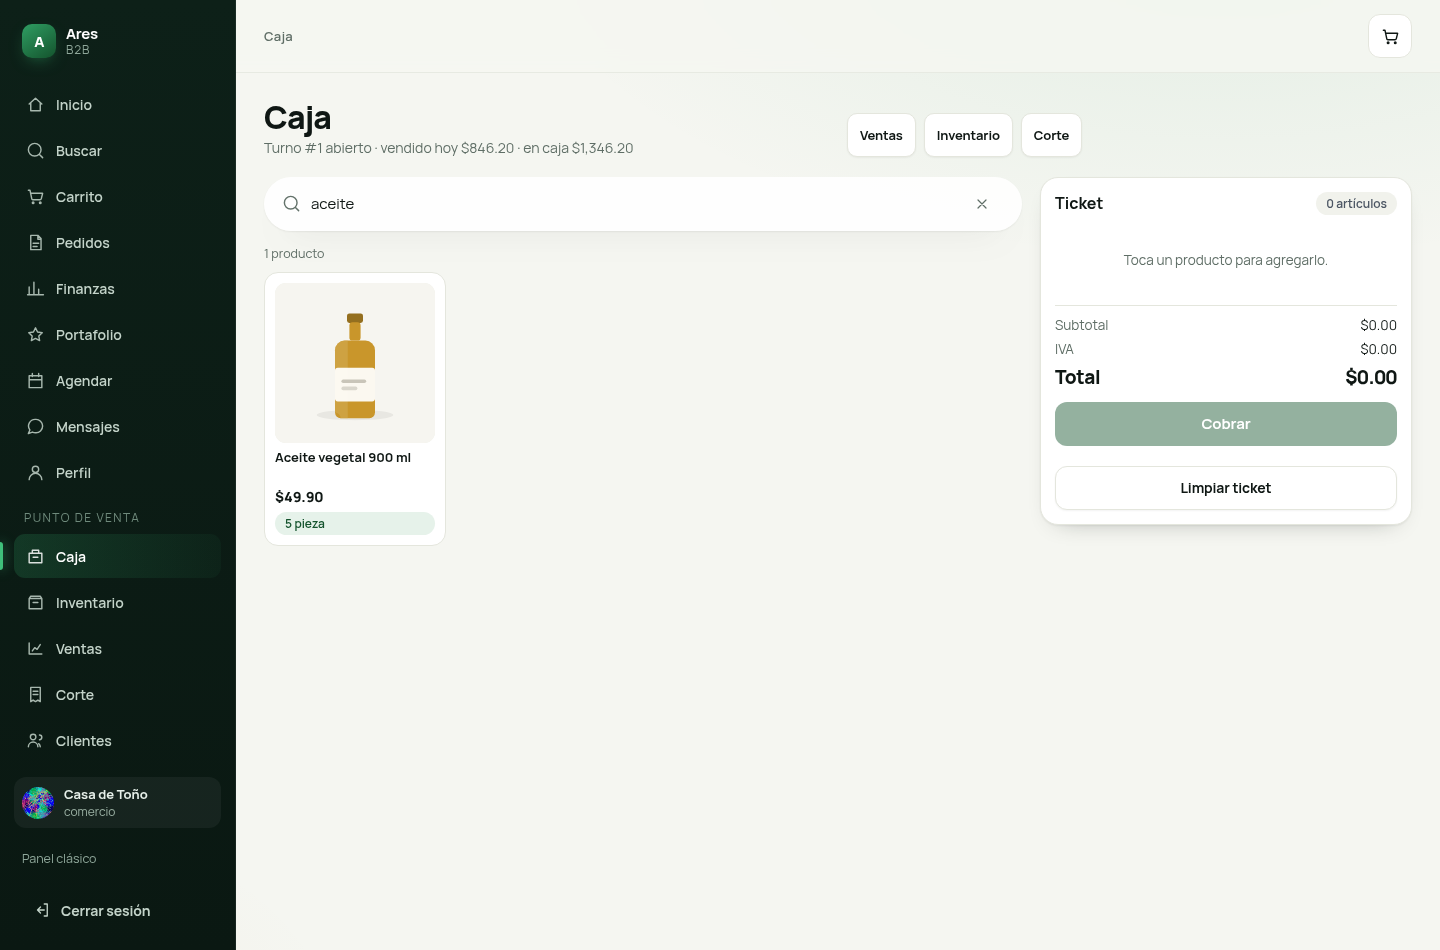 A
Ares
B2B
Inicio
Buscar
Carrito
Pedidos
Finanzas
Portafolio
Agendar
Mensajes
Perfil
PUNTO DE VENTA
Caja
Inventario
Ventas
Corte
Clientes
Casa de Toño
comercio
Panel clásico
Cerrar sesión
Caja
Caja
Turno #1 abierto · vendido hoy $846.20 · en caja $1,346.20
Ventas
Inventario
Corte
aceite
1 producto
Aceite vegetal 900 ml
$49.90
5 pieza
Ticket
0 artículos
Toca un producto para agregarlo.
Subtotal $0.00
IVA $0.00
Total $0.00
Cobrar
Limpiar ticket